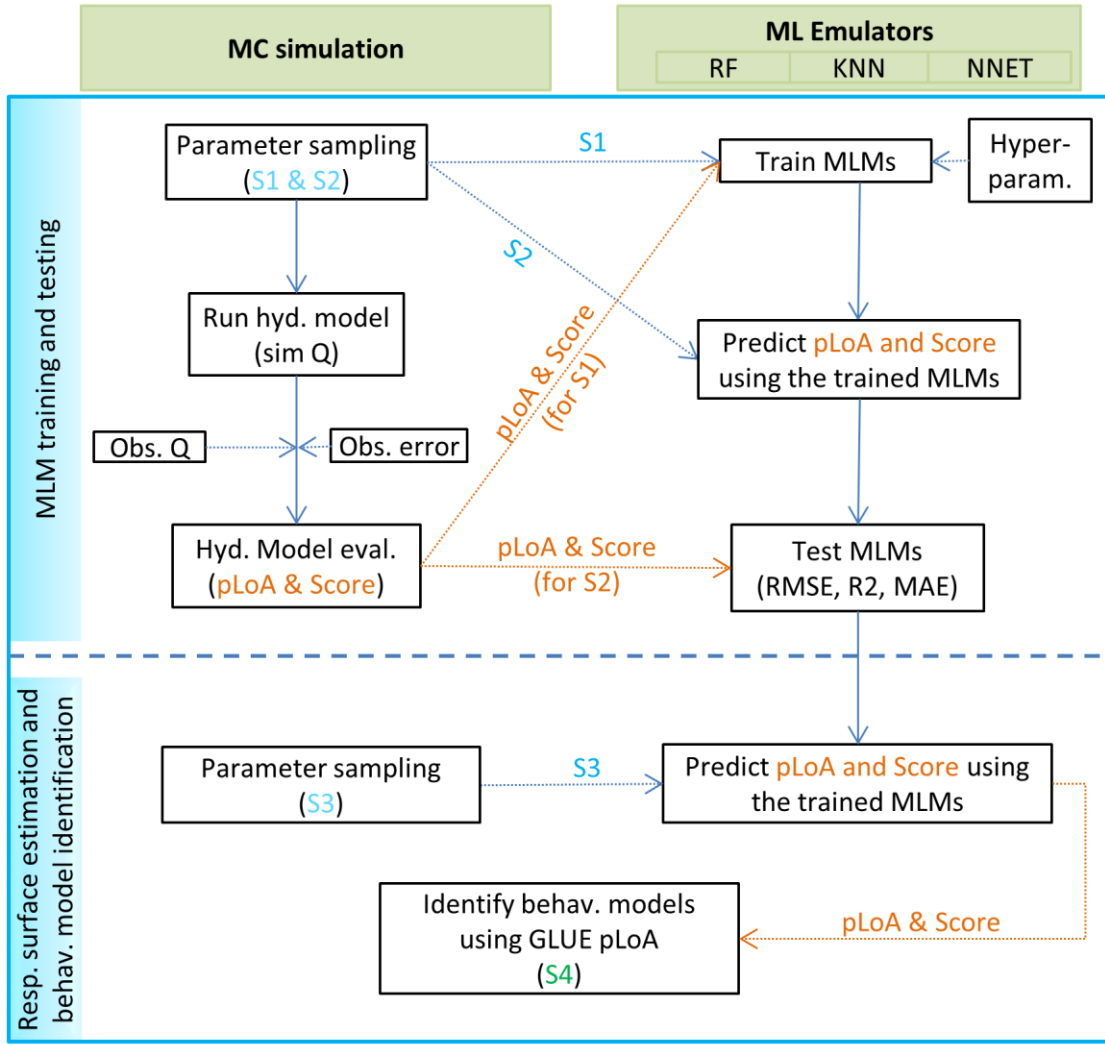 MC simulation
ML Emulators
RF
KNN
NNET
MLM training and testing
Parameter sampling
(S1 & S2)
S1
Train MLMs
Hyper-
param.
S2
Run hyd. model
(sim Q)
pLoA & Score
(for S1)
Predict pLoA and Score
using the trained MLMs
Obs. Q
Obs. error
Hyd. Model eval.
(pLoA & Score)
pLoA & Score
(for S2)
Test MLMs
(RMSE, R2, MAE)
Resp. surface estimation and
behav. model identification
Parameter sampling
(S3)
S3
Predict pLoA and Score using
the trained MLMs
Identify behav. models
using GLUE pLoA
(S4)
pLoA & Score